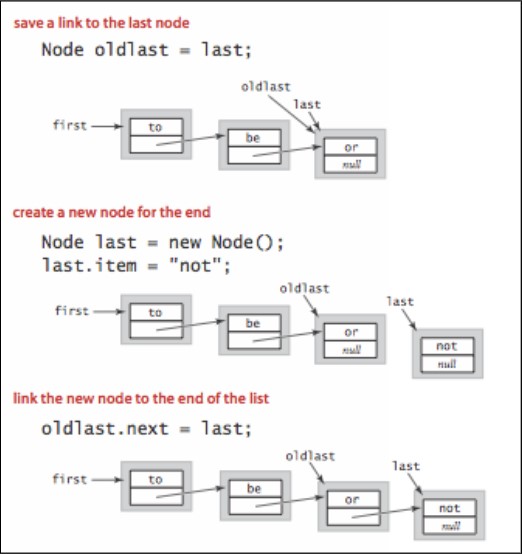 save a link to the last node
Node oldlast = last;
oldlast
last
first
to
be
or
null
create a new node for the end
Node last = new Node();
last.item = "not";
oldlast
last
first
to
be
or
null
not
null
link the new node to the end of the list
oldlast.next = last;
oldlast
last
first
to
be
or
not
null